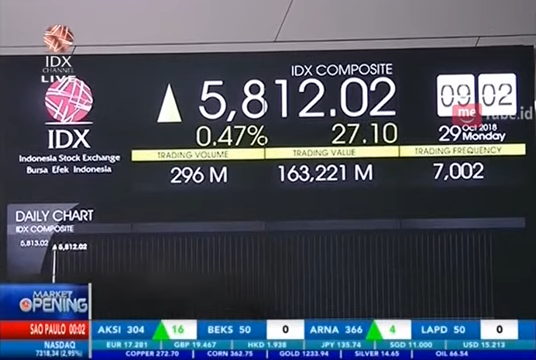 IDX
CHANNEL
LIVE
IDX
Indonesia Stock Exchange
Bursa Efek Indonesia
IDX COMPOSITE
5,812.02
0.47% 27.10
09 02
me Tube.id
29 Oct 2018
Monday
TRADING VOLUME TRADING VALUE TRADING FREQUENCY
296 M 163,221 M 7,002
DAILY CHART
IDX COMPOSITE
5,813.02 5,812.02
MARKET
OPENING
SAO PAULO 00:02 AKSI 304 16 BEKS 50 0 ARNA 366 4 LAPD 50 0
NASDAQ EUR 17.281 GBP 19.467 HKD 1.938 JPY 135.74 SGD 11.000 USD 15.213
7318,34 (2,95%) COPPER 272.70 CORN 362.75 GOLD 1233.94 SILVER 14.65 OIL 66.54